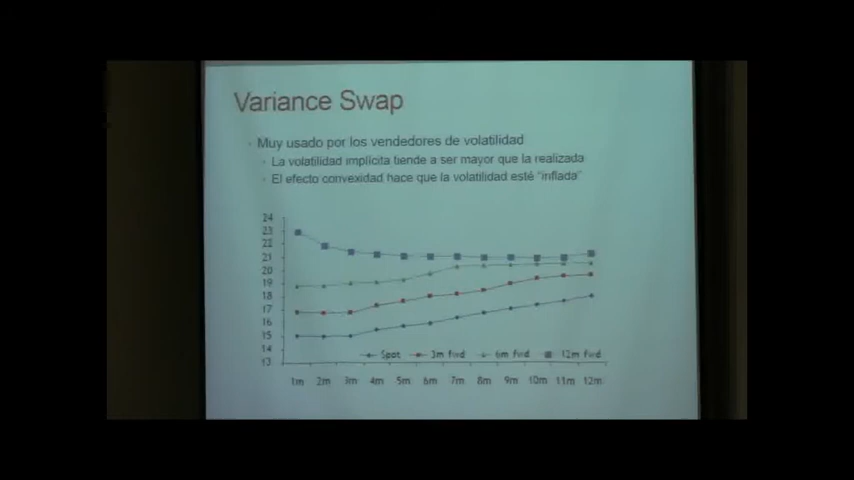 Variance Swap
Muy usado por los vendedores de volatilidad
La volatilidad implícita tiende a ser mayor que la realizada
El efecto convexidad hace que la volatilidad esté "inflada"
24
23
22
21
20
19
18
17
16
15
14
13
Spot 3m fwd 6m fwd 12m fwd
1m 2m 3m 4m 5m 6m 7m 8m 9m 10m 11m 12m